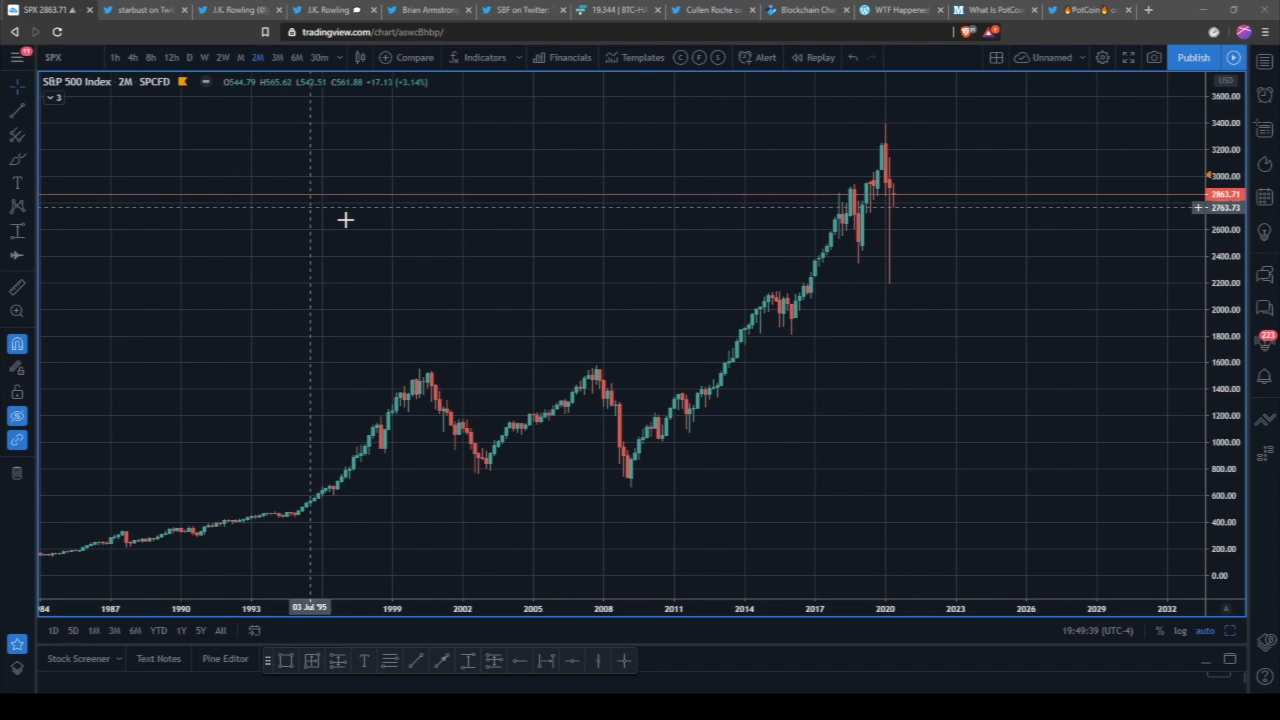 SPX 2863.71 ▲
starbust on Twi
J.K. Rowling (@
J.K. Rowling
Brian Armstrong
SBF on Twitter:
19.344 | BTC-HA
Cullen Roche o
Blockchain Cha
WTF Happened
What Is PotCoin
PotCoin
tradingview.com/chart/aswcBhbp/
11
SPX 1h 4h 8h 12h D W 2W M 2M 3M 6M 30m Compare Indicators Financials Templates C F S Alert Replay Unnamed Publish
S&P 500 Index · 2M · SPCFD O544.79 H565.62 L542.51 C561.88 +17.13 (+3.14%)
3
USD
3600.00
3400.00
3200.00
3000.00
2863.71
2763.73
2600.00
2400.00
2200.00
2000.00
1800.00
1600.00
1400.00
1200.00
1000.00
800.00
600.00
400.00
200.00
0.00
223
84 1987 1990 1993 03 Jul '95 1999 2002 2005 2008 2011 2014 2017 2020 2023 2026 2029 2032 A
1D 5D 1M 3M 6M YTD 1Y 5Y All 19:49:39 (UTC-4) % log auto
Stock Screener Text Notes Pine Editor T